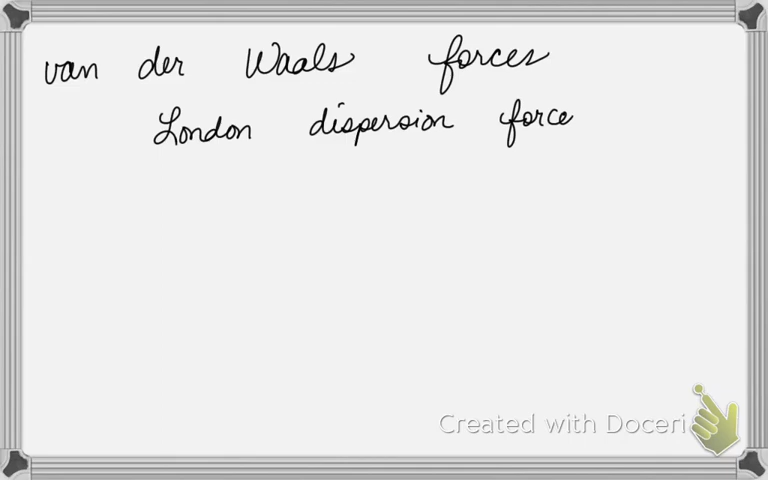 van der Waals forces
London dispersion force
Created with Doceri